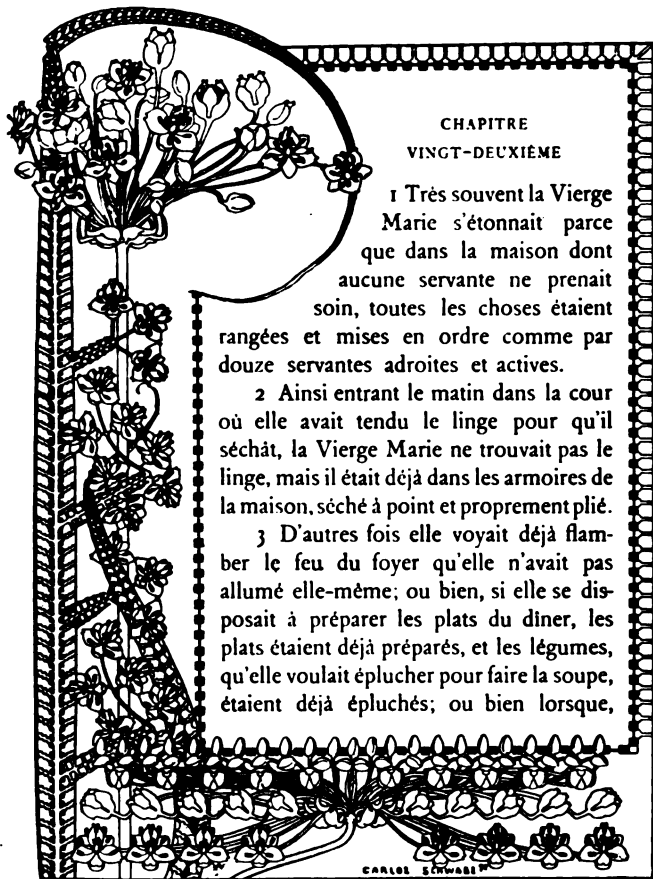 CHAPITRE
VINGT-DEUXIÈME
1 Très souvent la Vierge
Marie s'étonnait parce
que dans la maison dont
aucune servante ne prenait
soin, toutes les choses étaient
rangées et mises en ordre comme par
douze servantes adroites et actives.
2 Ainsi entrant le matin dans la cour
où elle avait tendu le linge pour qu'il
séchât, la Vierge Marie ne trouvait pas le
linge, mais il était déjà dans les armoires de
la maison, séché à point et proprement plié.
3 D'autres fois elle voyait déjà flam-
ber le feu du foyer qu'elle n'avait pas
allumé elle-même; ou bien, si elle se dis-
posait à préparer les plats du dîner, les
plats étaient déjà préparés, et les légumes,
qu'elle voulait éplucher pour faire la soupe,
étaient déjà épluchés; ou bien lorsque,
CARLOS SCHWABE